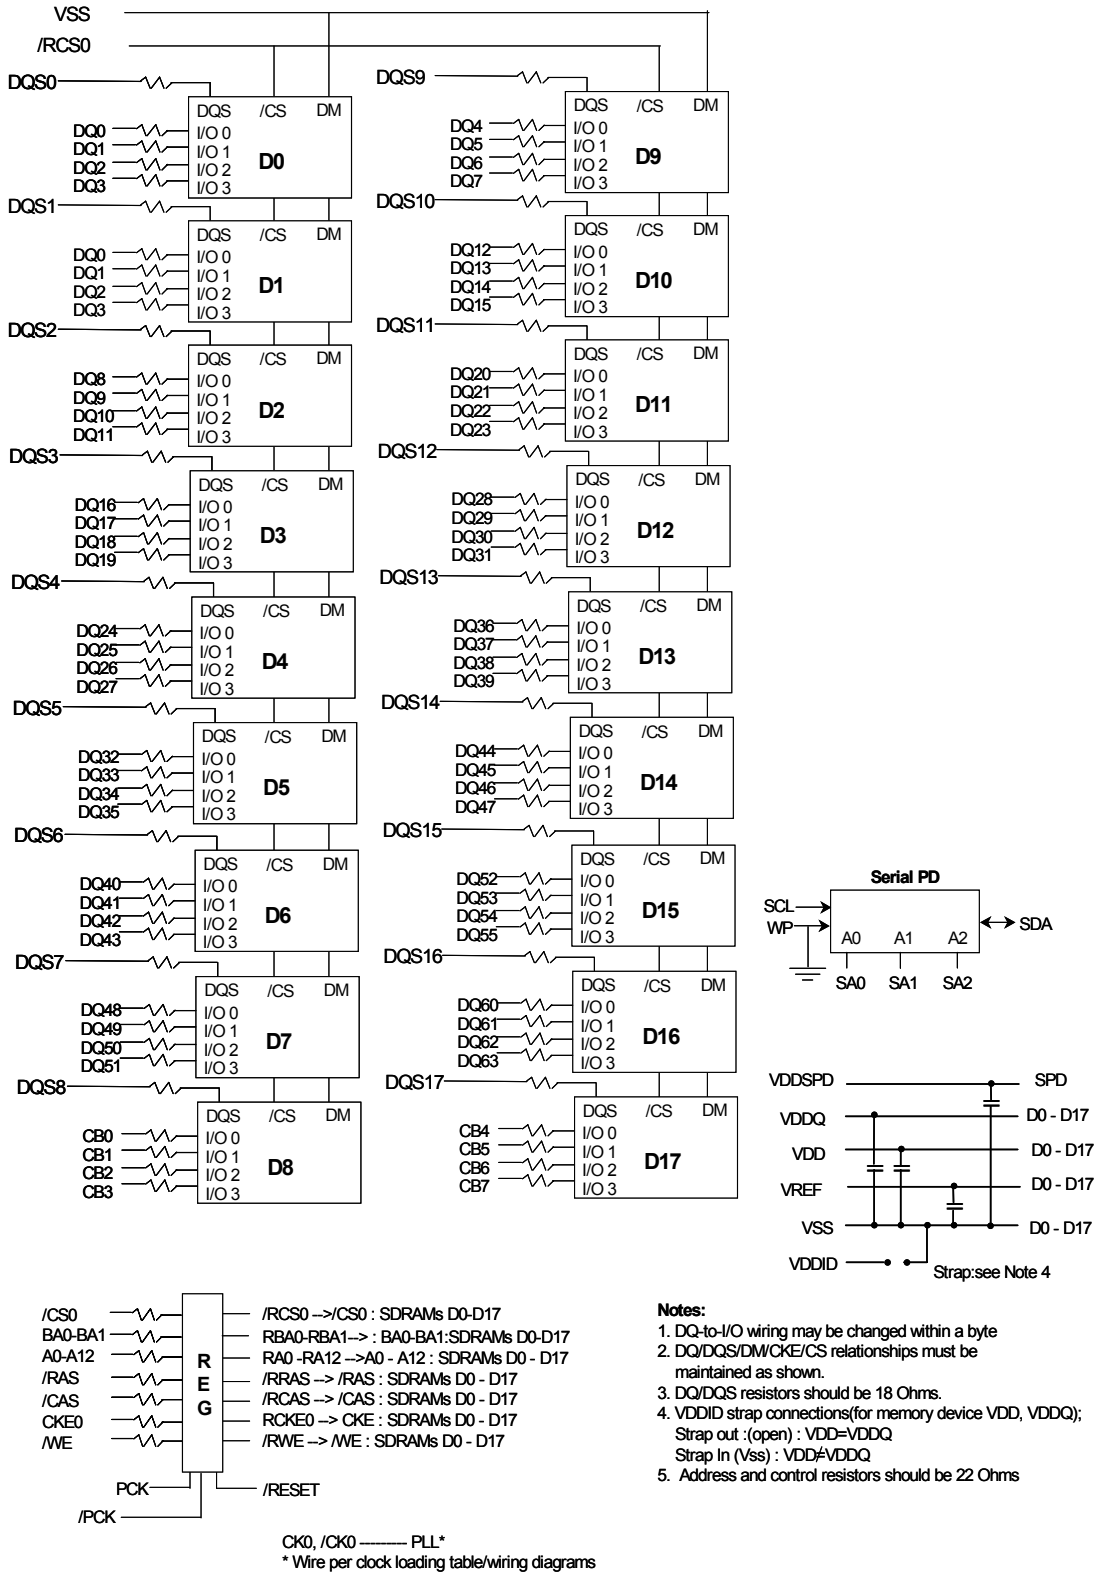 VSS
/RCS0
DQS0
DQS /CS DM
DQ0 I/O 0
DQ1 I/O 1
DQ2 I/O 2
DQ3 I/O 3
D0
DQS1
DQS /CS DM
DQ0 I/O 0
DQ1 I/O 1
DQ2 I/O 2
DQ3 I/O 3
D1
DQS2
DQS /CS DM
DQ8 I/O 0
DQ9 I/O 1
DQ10 I/O 2
DQ11 I/O 3
D2
DQS3
DQS /CS DM
DQ16 I/O 0
DQ17 I/O 1
DQ18 I/O 2
DQ19 I/O 3
D3
DQS4
DQS /CS DM
DQ24 I/O 0
DQ25 I/O 1
DQ26 I/O 2
DQ27 I/O 3
D4
DQS5
DQS /CS DM
DQ32 I/O 0
DQ33 I/O 1
DQ34 I/O 2
DQ35 I/O 3
D5
DQS6
DQS /CS DM
DQ40 I/O 0
DQ41 I/O 1
DQ42 I/O 2
DQ43 I/O 3
D6
DQS7
DQS /CS DM
DQ48 I/O 0
DQ49 I/O 1
DQ50 I/O 2
DQ51 I/O 3
D7
DQS8
DQS /CS DM
CB0 I/O 0
CB1 I/O 1
CB2 I/O 2
CB3 I/O 3
D8
DQS9
DQS /CS DM
DQ4 I/O 0
DQ5 I/O 1
DQ6 I/O 2
DQ7 I/O 3
D9
DQS10
DQS /CS DM
DQ12 I/O 0
DQ13 I/O 1
DQ14 I/O 2
DQ15 I/O 3
D10
DQS11
DQS /CS DM
DQ20 I/O 0
DQ21 I/O 1
DQ22 I/O 2
DQ23 I/O 3
D11
DQS12
DQS /CS DM
DQ28 I/O 0
DQ29 I/O 1
DQ30 I/O 2
DQ31 I/O 3
D12
DQS13
DQS /CS DM
DQ36 I/O 0
DQ37 I/O 1
DQ38 I/O 2
DQ39 I/O 3
D13
DQS14
DQS /CS DM
DQ44 I/O 0
DQ45 I/O 1
DQ46 I/O 2
DQ47 I/O 3
D14
DQS15
DQS /CS DM
DQ52 I/O 0
DQ53 I/O 1
DQ54 I/O 2
DQ55 I/O 3
D15
DQS16
DQS /CS DM
DQ60 I/O 0
DQ61 I/O 1
DQ62 I/O 2
DQ63 I/O 3
D16
DQS17
DQS /CS DM
CB4 I/O 0
CB5 I/O 1
CB6 I/O 2
CB7 I/O 3
D17
Serial PD
SCL
WP
SDA
A0 A1 A2
SA0 SA1 SA2
VDDSPD SPD
VDDQ D0 - D17
VDD D0 - D17
VREF D0 - D17
VSS D0 - D17
VDDID
Strap:see Note 4
/CS0 /RCS0 -->/CS0 : SDRAMs D0-D17
BA0-BA1 RBA0-RBA1--> : BA0-BA1:SDRAMs D0-D17
A0-A12 RA0 -RA12 -->A0 - A12 : SDRAMs D0 - D17
/RAS /RRAS --> /RAS : SDRAMs D0 - D17
/CAS /RCAS --> /CAS : SDRAMs D0 - D17
CKE0 RCKE0 --> CKE : SDRAMs D0 - D17
/WE /RWE --> /WE : SDRAMs D0 - D17
R
E
G
PCK /RESET
/PCK
CK0, /CK0 --------- PLL*
* Wire per clock loading table/wiring diagrams
Notes:
1. DQ-to-I/O wiring may be changed within a byte
2. DQ/DQS/DM/CKE/CS relationships must be
maintained as shown.
3. DQ/DQS resistors should be 18 Ohms.
4. VDDID strap connections(for memory device VDD, VDDQ);
Strap out :(open) : VDD=VDDQ
Strap In (Vss) : VDD≠VDDQ
5. Address and control resistors should be 22 Ohms